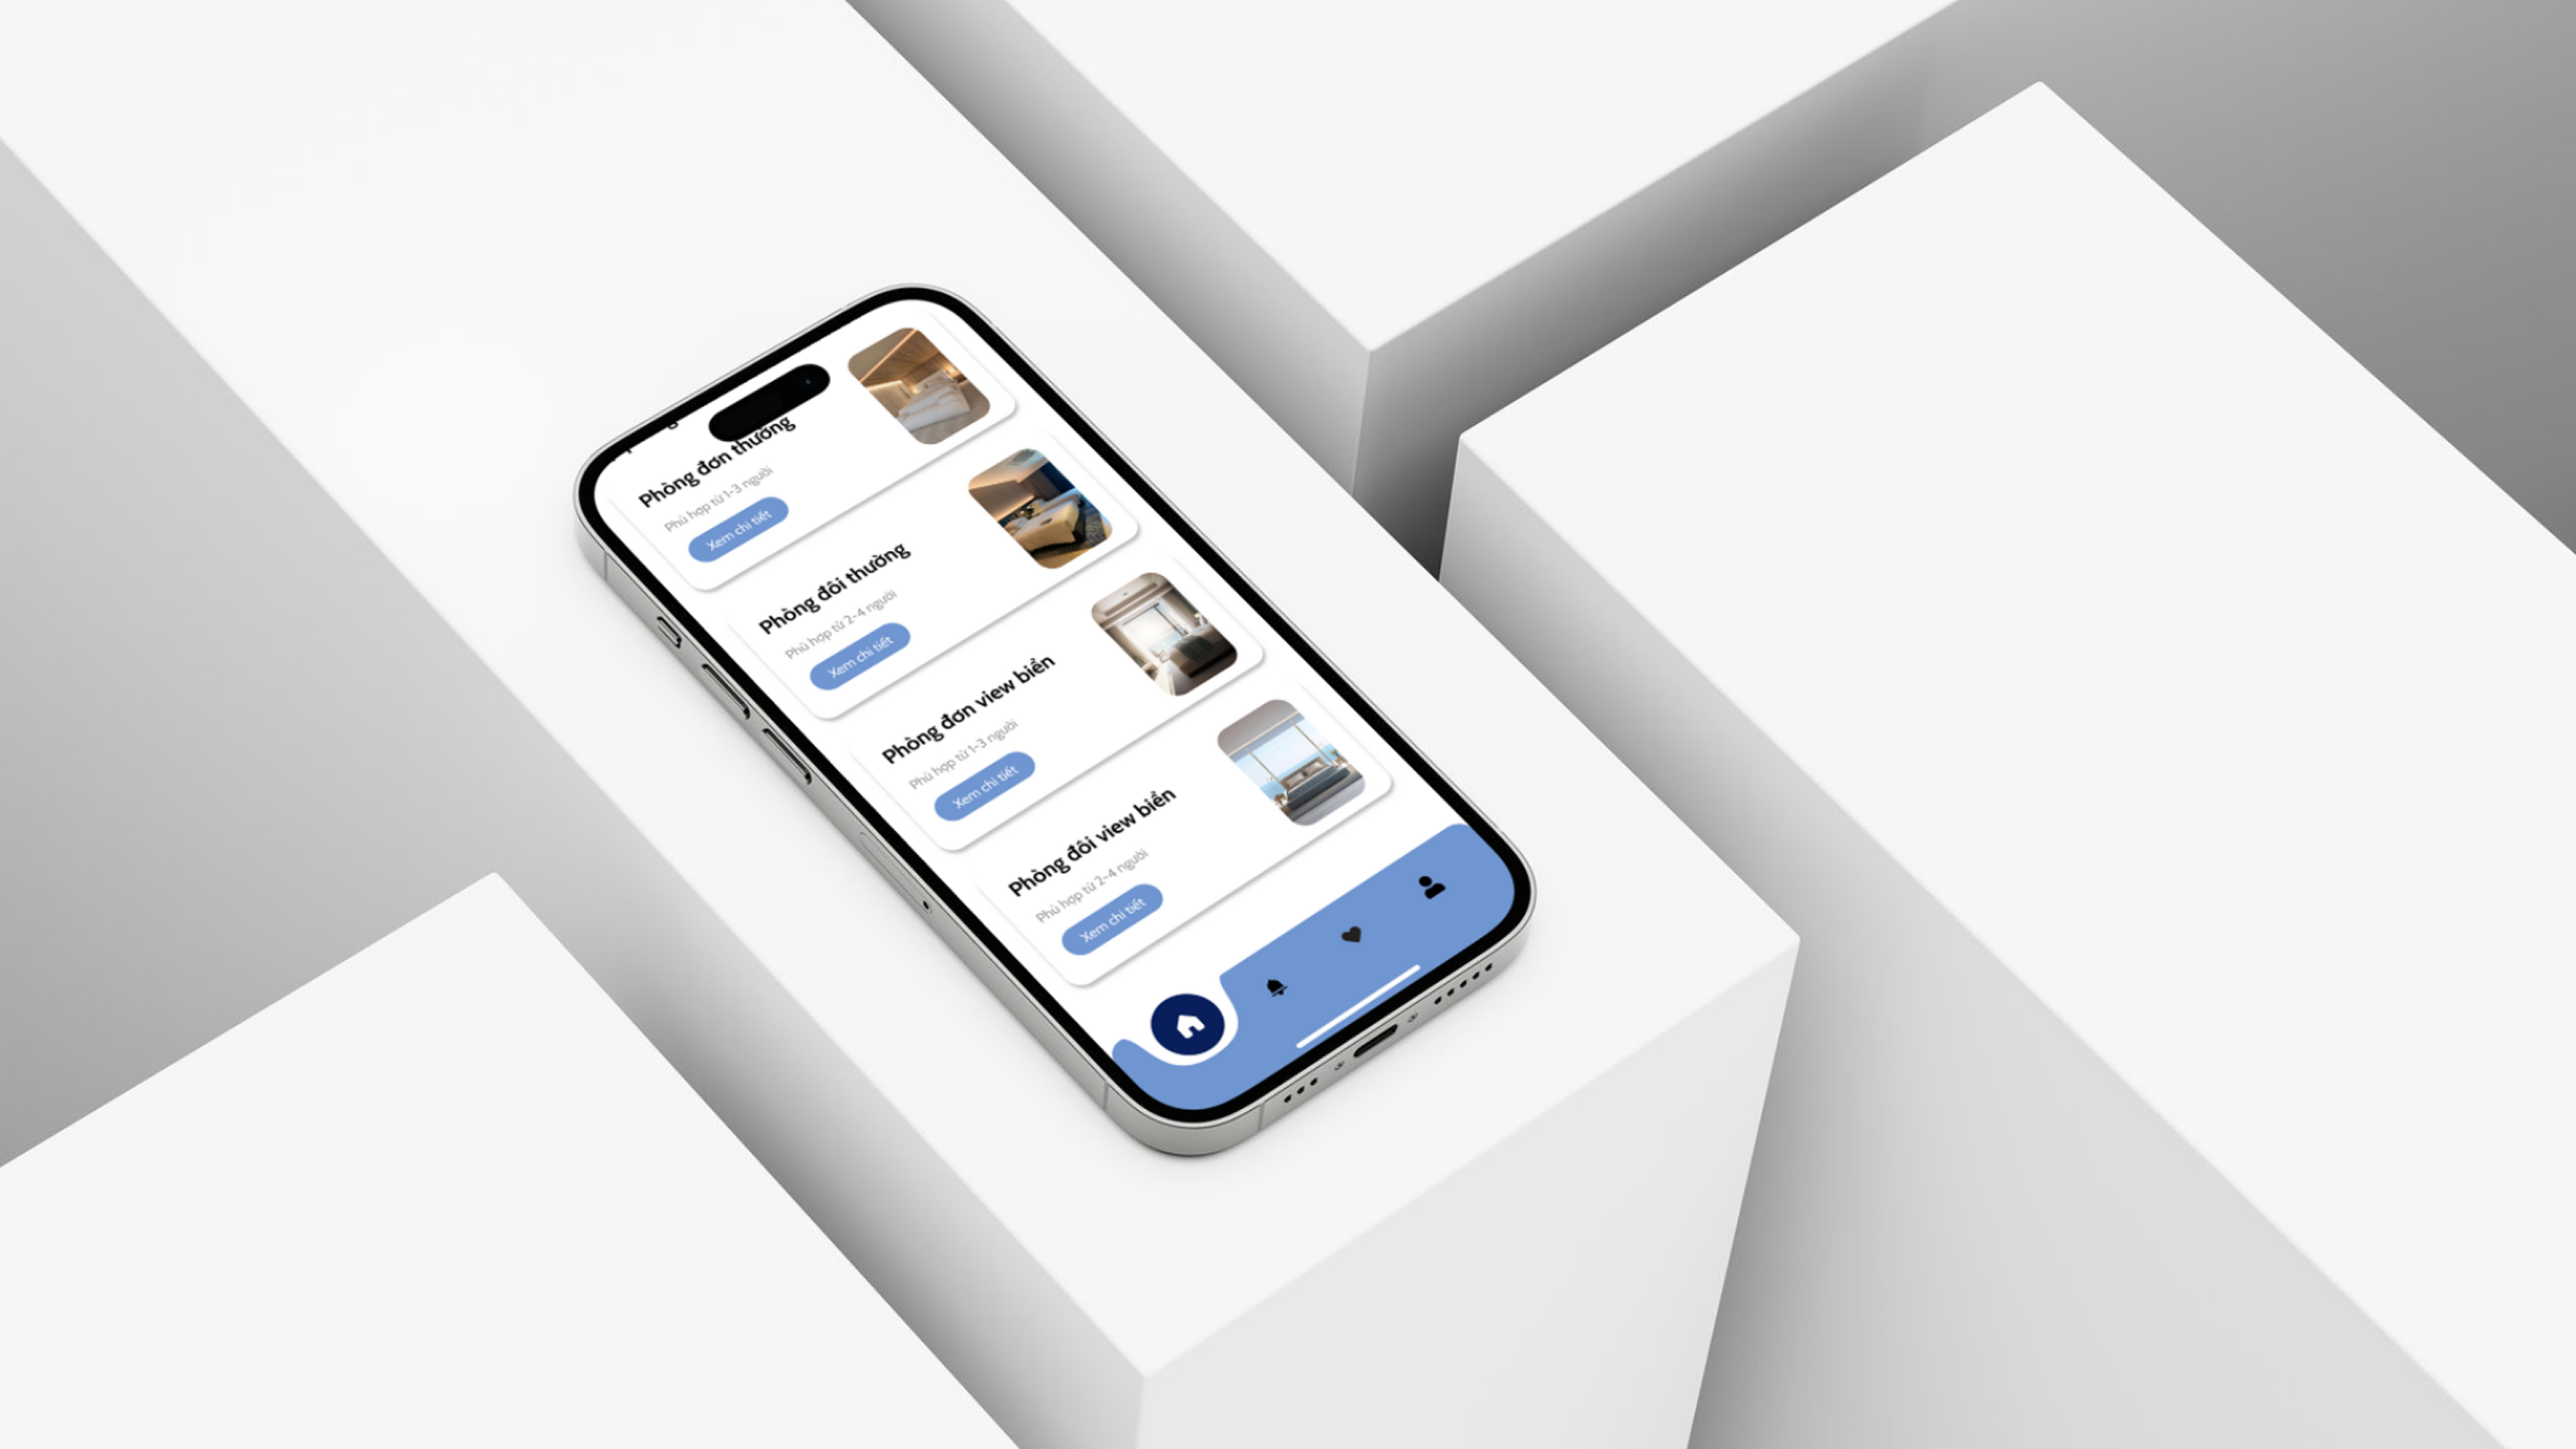 Phòng đơn thường
Phù hợp từ 1-3 người
Xem chi tiết
Phòng đôi thường
Phù hợp từ 2-4 người
Xem chi tiết
Phòng đơn view biển
Phù hợp từ 1-3 người
Xem chi tiết
Phòng đôi view biển
Phù hợp từ 2-4 người
Xem chi tiết